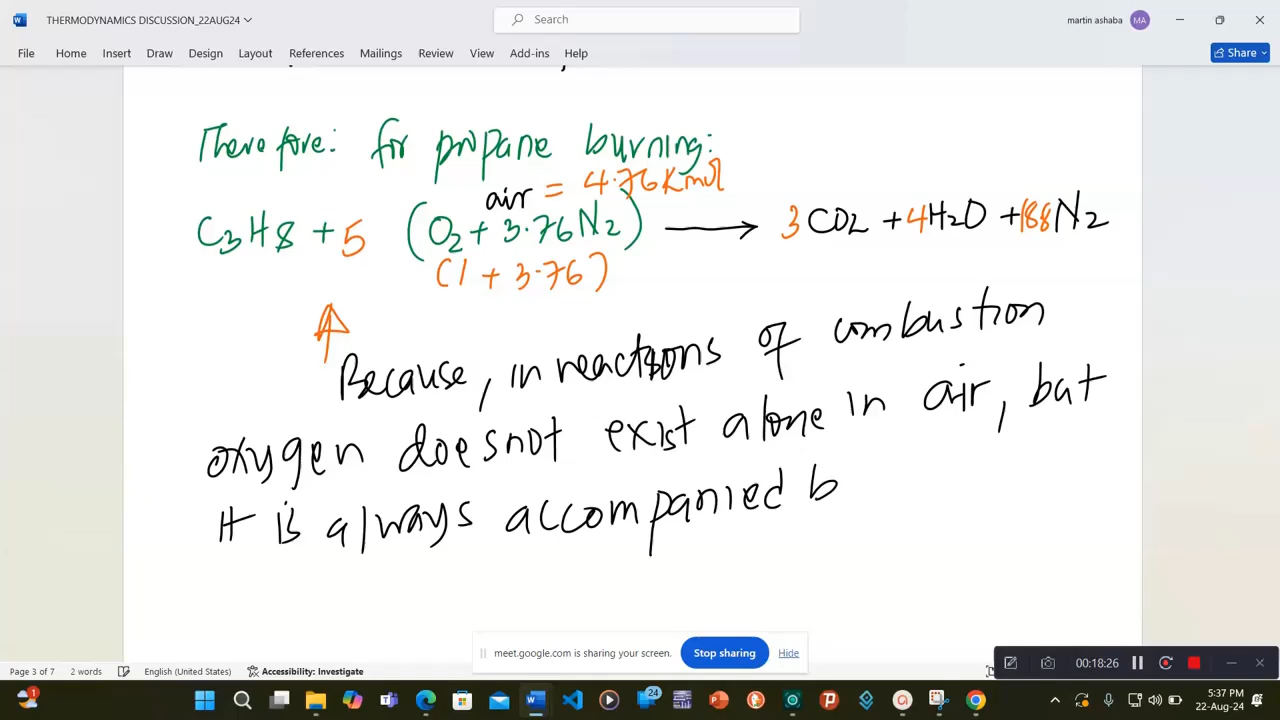 THERMODYNAMICS DISCUSSION_22AUG24
Search
martin ashaba
MA
File Home Insert Draw Design Layout References Mailings Review View Add-ins Help
Share
Therefore: for propane burning:
air = 4.76Kmol
C3H8 + 5 (O2 + 3.76N2) → 3CO2 + 4H2O + 188N2
(1 + 3.76)
Because, in reactions of combustion
oxygen doesnot exist alone in air, but
it is always accompanied b
meet.google.com is sharing your screen.
Stop sharing
Hide
Page 3 of 7 2 words English (United States) Accessibility: Investigate
00:18:26
1
24
5:37 PM
22-Aug-24